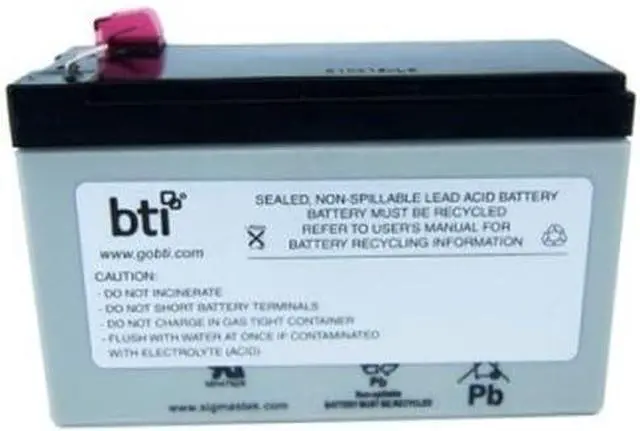 bti
www.gobti.com
SEALED, NON-SPILLABLE LEAD ACID BATTERY
BATTERY MUST BE RECYCLED
REFER TO USER'S MANUAL FOR
BATTERY RECYCLING INFORMATION
CAUTION:
- DO NOT INCINERATE
- DO NOT SHORT BATTERY TERMINALS
- DO NOT CHARGE IN GAS TIGHT CONTAINER
- FLUSH WITH WATER AT ONCE IF CONTAMINATED
WITH ELECTROLYTE (ACID)
Pb
Pb
www.sigmastek.com
BATTERY MUST BE RECYCLED